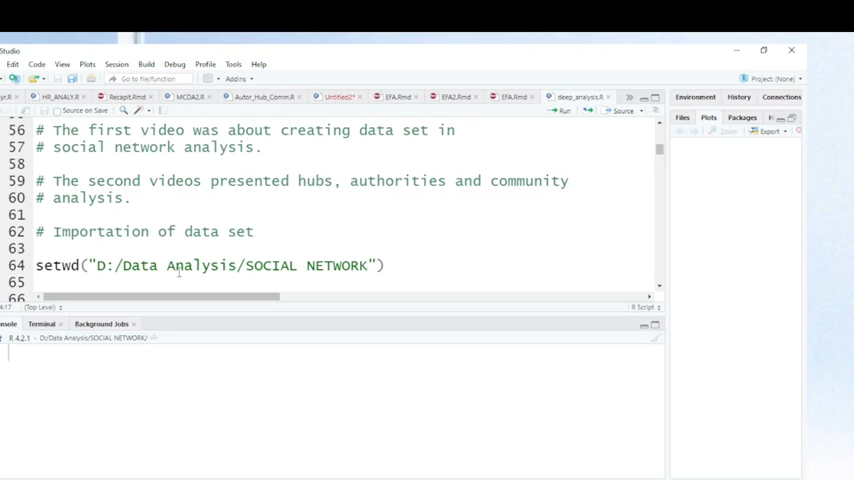 Studio
Edit Code View Plots Session Build Debug Profile Tools Help
Go to file/function Addins Project: (None)
HR_ANALY.R Recapit.Rmd MCDA2.R Autor_Hub_Comm.R Untitled2* EFA.Rmd EFA2.Rmd EFA.Rmd deep_analysis.R
Environment History Connections
Source on Save Run Source
Files Plots Packages
Zoom Export
56 # The first video was about creating data set in
57 # social network analysis.
58
59 # The second videos presented hubs, authorities and community
60 # analysis.
61
62 # Importation of data set
63
64 setwd("D:/Data Analysis/SOCIAL NETWORK")
65
66
(Top Level) R Script
Terminal Background Jobs
R 4.2.1 · D:/Data Analysis/SOCIAL NETWORK/